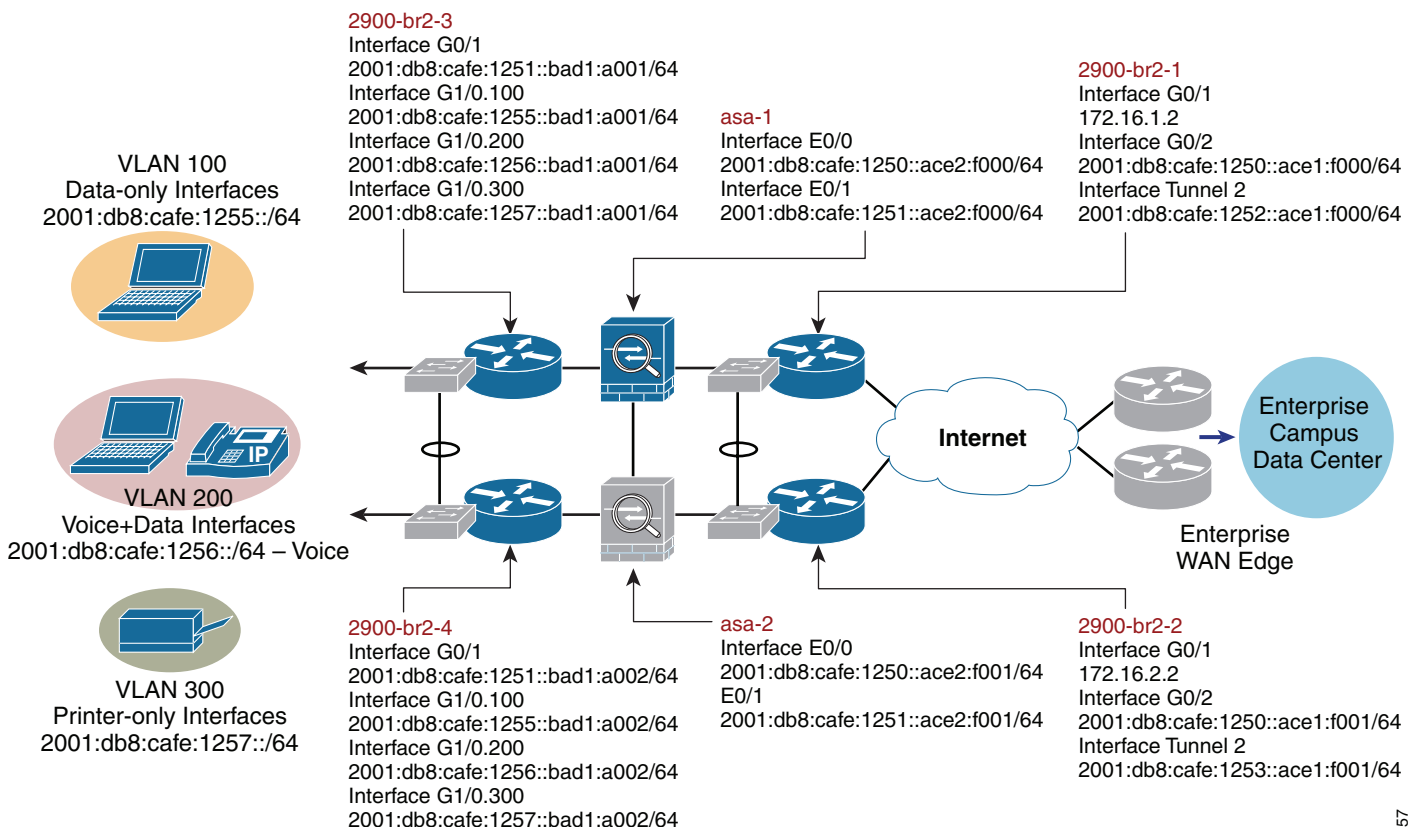 2900-br2-3
Interface G0/1
2001:db8:cafe:1251::bad1:a001/64
Interface G1/0.100
2001:db8:cafe:1255::bad1:a001/64
Interface G1/0.200
2001:db8:cafe:1256::bad1:a001/64
Interface G1/0.300
2001:db8:cafe:1257::bad1:a001/64
asa-1
Interface E0/0
2001:db8:cafe:1250::ace2:f000/64
Interface E0/1
2001:db8:cafe:1251::ace2:f000/64
2900-br2-1
Interface G0/1
172.16.1.2
Interface G0/2
2001:db8:cafe:1250::ace1:f000/64
Interface Tunnel 2
2001:db8:cafe:1252::ace1:f000/64
VLAN 100
Data-only Interfaces
2001:db8:cafe:1255::/64
IP
VLAN 200
Voice+Data Interfaces
2001:db8:cafe:1256::/64 – Voice
VLAN 300
Printer-only Interfaces
2001:db8:cafe:1257::/64
Internet
Enterprise
Campus
Data Center
Enterprise
WAN Edge
2900-br2-4
Interface G0/1
2001:db8:cafe:1251::bad1:a002/64
Interface G1/0.100
2001:db8:cafe:1255::bad1:a002/64
Interface G1/0.200
2001:db8:cafe:1256::bad1:a002/64
Interface G1/0.300
2001:db8:cafe:1257::bad1:a002/64
asa-2
Interface E0/0
2001:db8:cafe:1250::ace2:f001/64
E0/1
2001:db8:cafe:1251::ace2:f001/64
2900-br2-2
Interface G0/1
172.16.2.2
Interface G0/2
2001:db8:cafe:1250::ace1:f001/64
Interface Tunnel 2
2001:db8:cafe:1253::ace1:f001/64
57